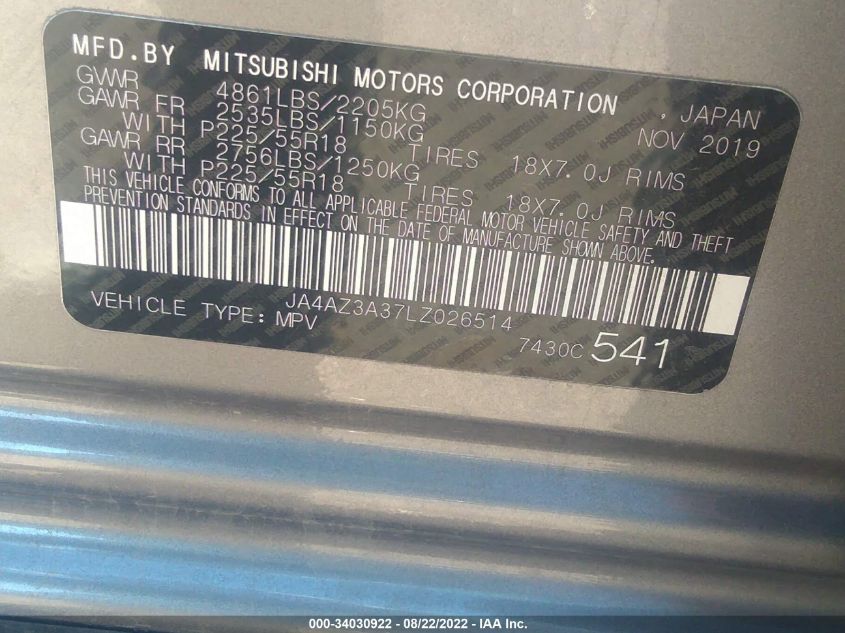 MFD.BY MITSUBISHI MOTORS CORPORATION , JAPAN
GVWR 4861LBS/2205KG NOV 2019
GAWR FR 2535LBS/1150KG
WITH P225/55R18 TIRES 18X7.0J RIMS
GAWR RR 2756LBS/1250KG
WITH P225/55R18 TIRES 18X7.0J RIMS
THIS VEHICLE CONFORMS TO ALL APPLICABLE FEDERAL MOTOR VEHICLE SAFETY AND THEFT
PREVENTION STANDARDS IN EFFECT ON THE DATE OF MANUFACTURE SHOWN ABOVE.
JA4AZ3A37LZ026514
VEHICLE TYPE: MPV
7430C 541
000-34030922 - 08/22/2022 - IAA Inc.